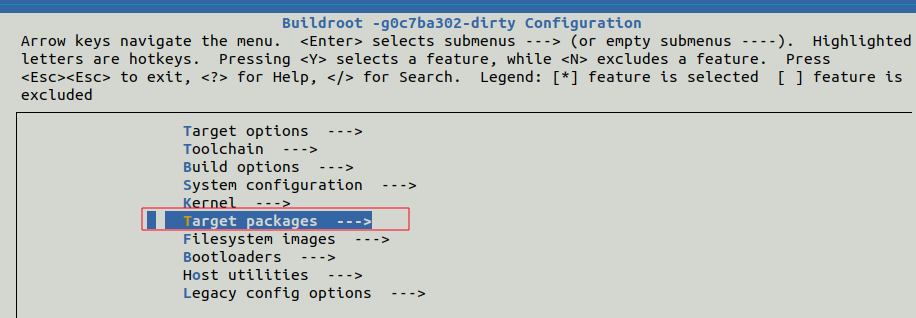 Buildroot -g0c7ba302-dirty Configuration
Arrow keys navigate the menu.  <Enter> selects submenus ---> (or empty submenus ----).  Highlighted
letters are hotkeys.  Pressing <Y> selects a feature, while <N> excludes a feature.  Press
<Esc><Esc> to exit, <?> for Help, </> for Search.  Legend: [*] feature is selected  [ ] feature is
excluded
Target options  --->
Toolchain  --->
Build options  --->
System configuration  --->
Kernel  --->
Target packages  --->
Filesystem images  --->
Bootloaders  --->
Host utilities  --->
Legacy config options  --->